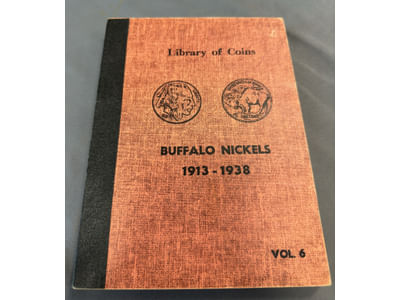 Library of Coins
BUFFALO NICKELS
1913-1938
VOL. 6